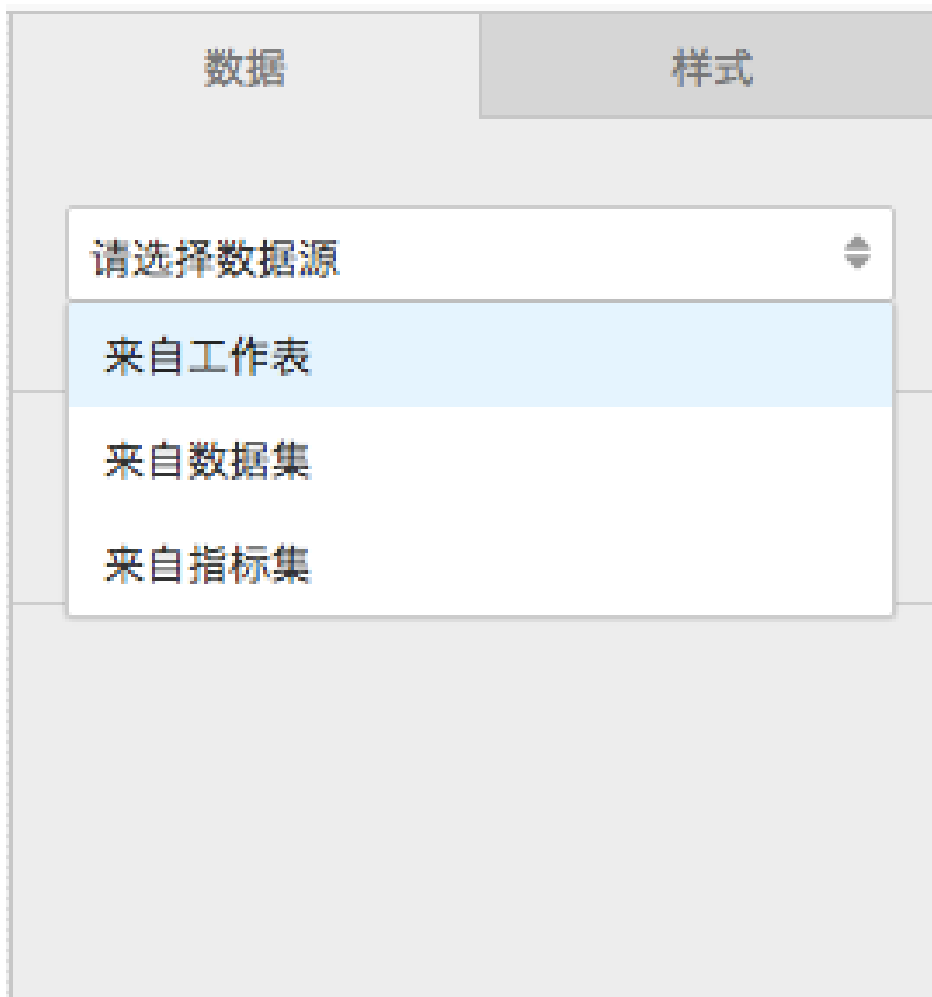 数据 样式
请选择数据源
来自工作表
来自数据集
来自指标集